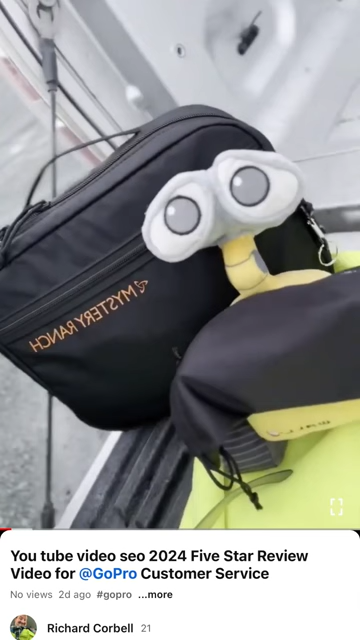 MYSTERY RANCH
You tube video seo 2024 Five Star Review
Video for @GoPro Customer Service
No views 2d ago #gopro ...more
Richard Corbell 21